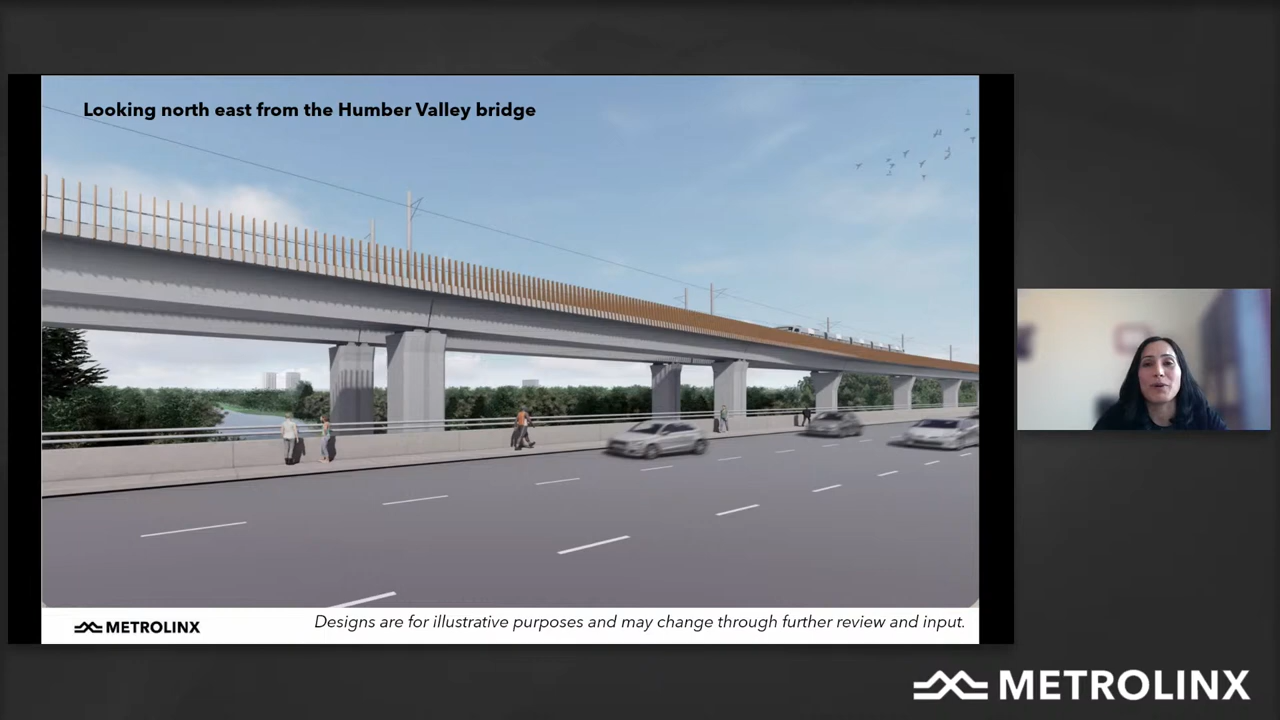 Looking north east from the Humber Valley bridge
METROLINX
Designs are for illustrative purposes and may change through further review and input.
METROLINX